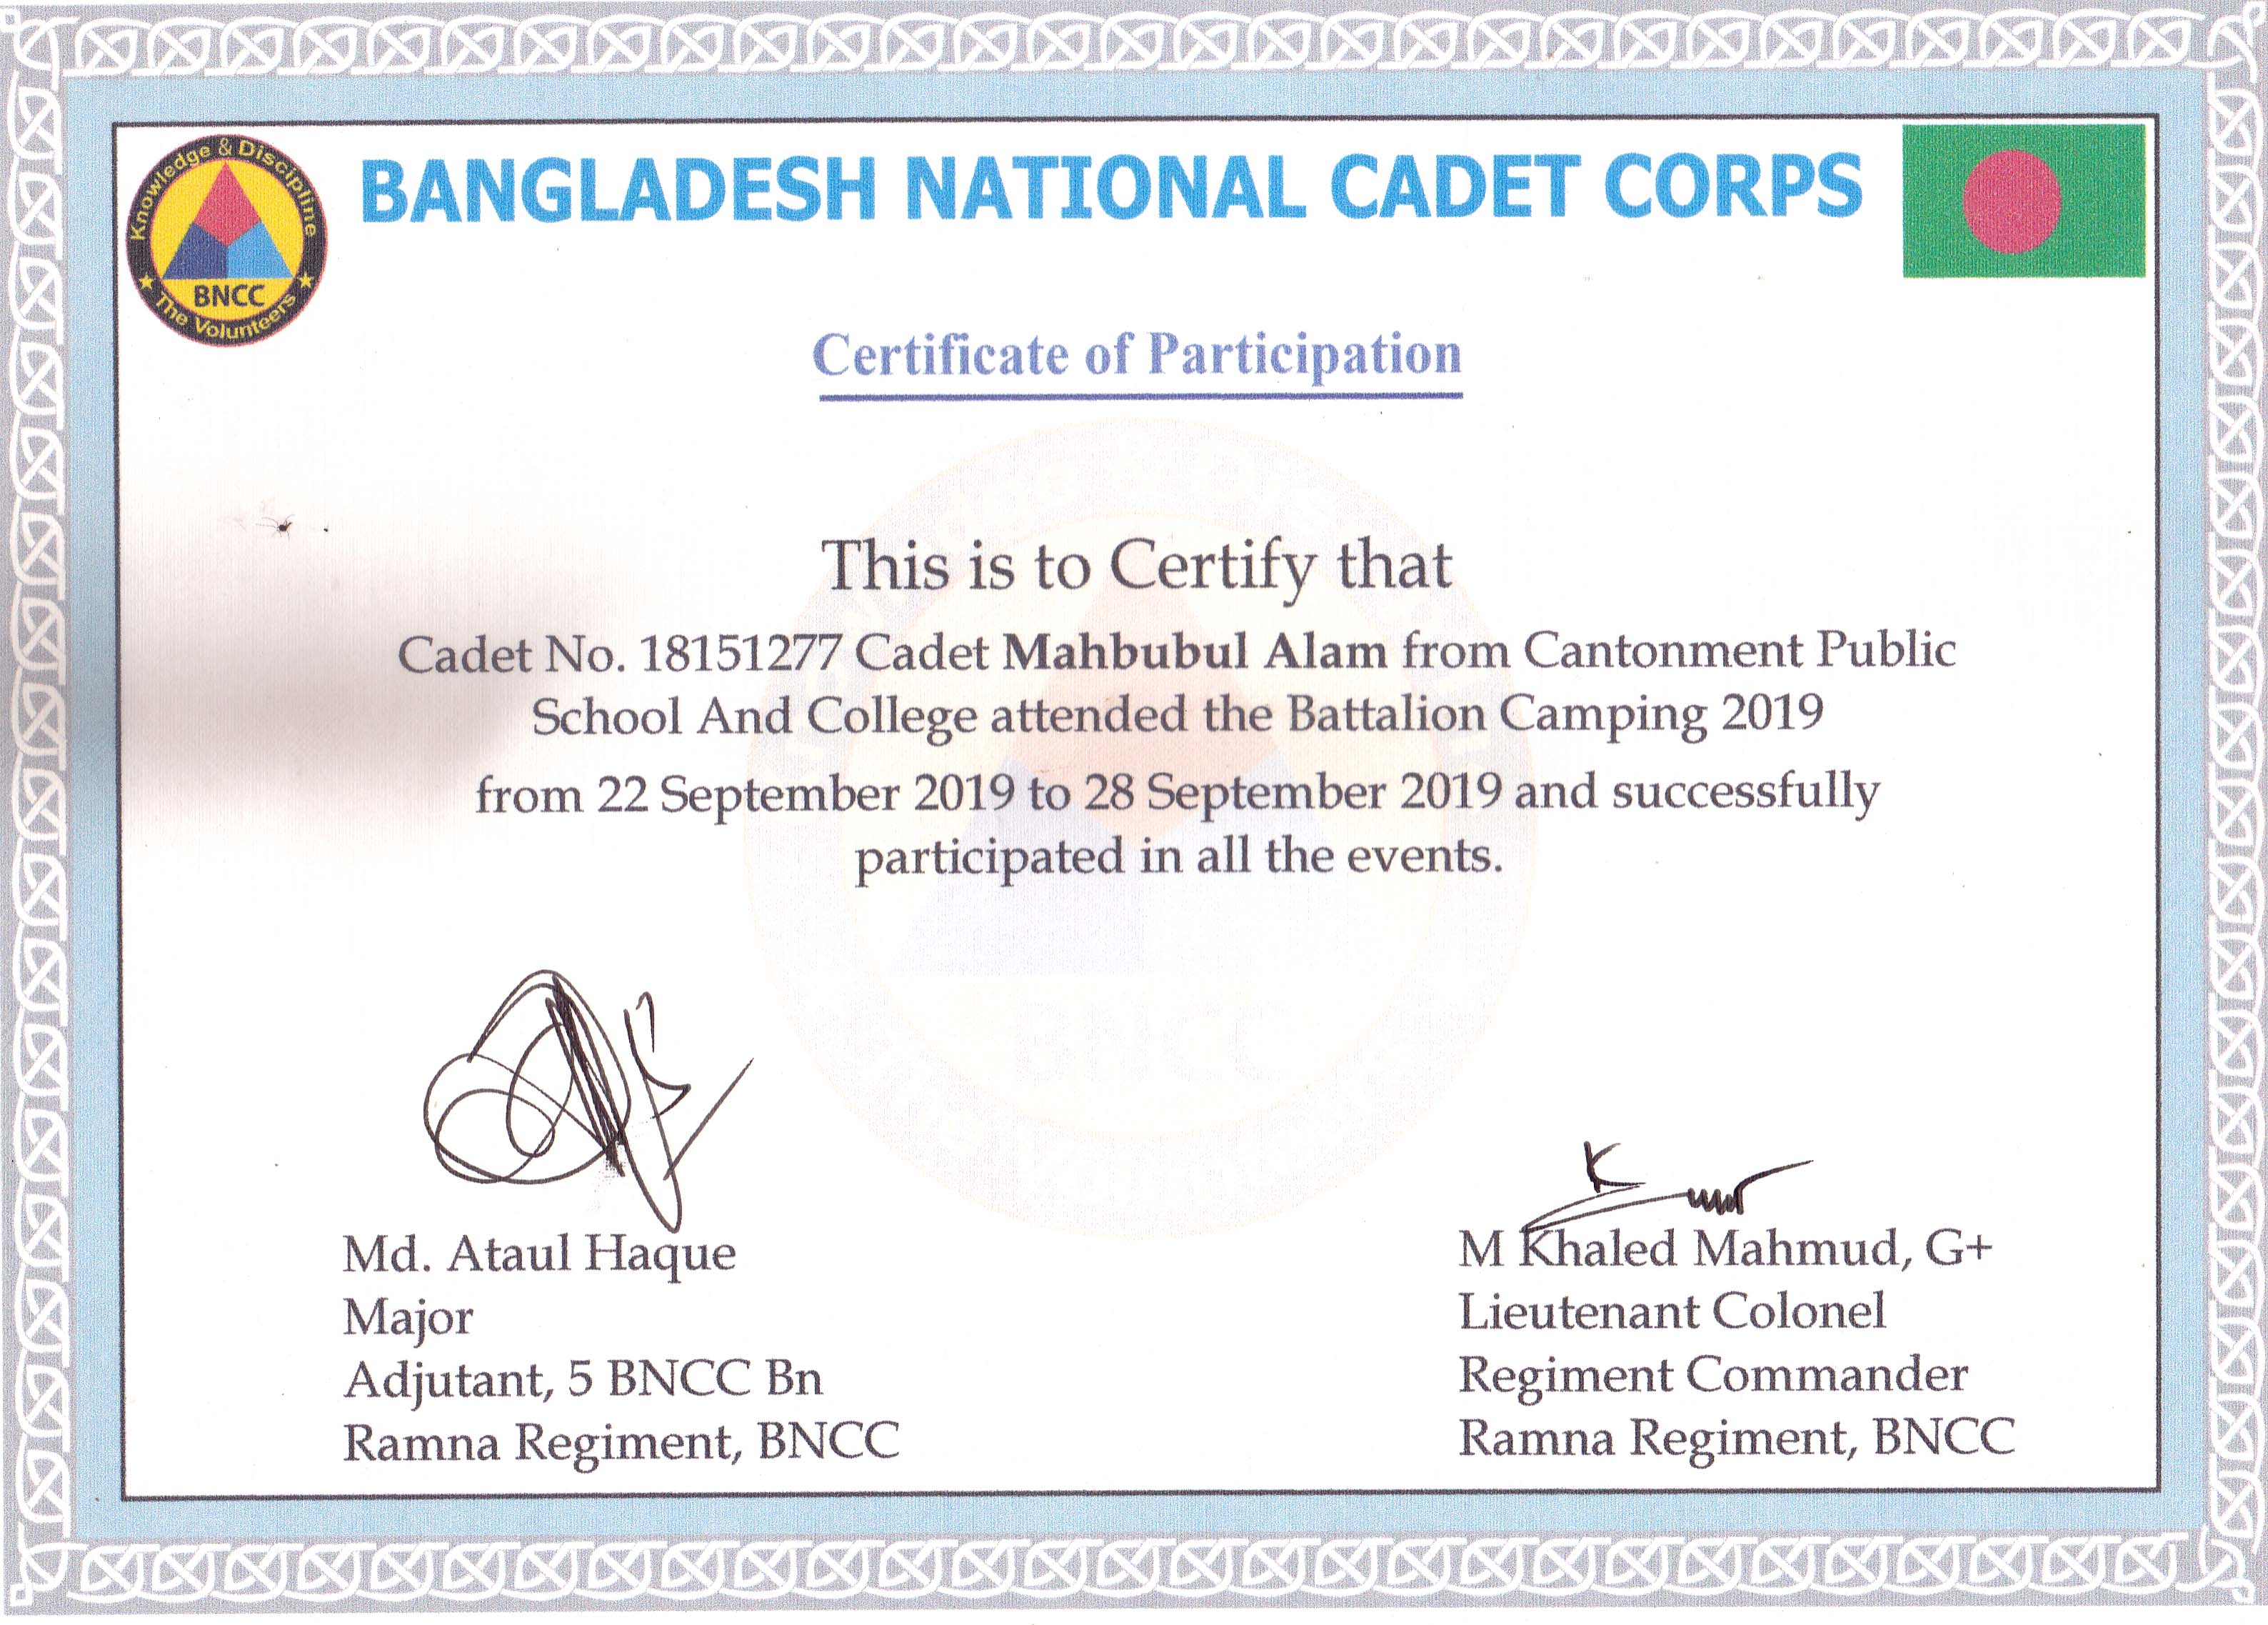 Knowledge & Discipline
BNCC
The Volunteers
BANGLADESH NATIONAL CADET CORPS
Certificate of Participation
This is to Certify that
Cadet No. 18151277 Cadet Mahbubul Alam from Cantonment Public
School And College attended the Battalion Camping 2019
from 22 September 2019 to 28 September 2019 and successfully
participated in all the events.
BNCC
Md. Ataul Haque
Major
Adjutant, 5 BNCC Bn
Ramna Regiment, BNCC
M Khaled Mahmud, G+
Lieutenant Colonel
Regiment Commander
Ramna Regiment, BNCC